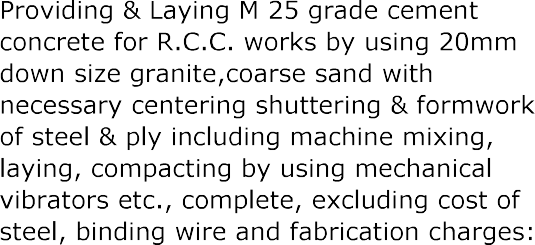 Providing & Laying M 25 grade cement
concrete for R.C.C. works by using 20mm
down size granite,coarse sand with
necessary centering shuttering & formwork
of steel & ply including machine mixing,
laying, compacting by using mechanical
vibrators etc., complete, excluding cost of
steel, binding wire and fabrication charges: